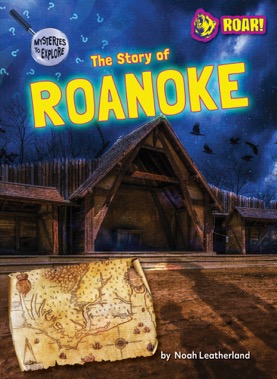 MYSTERIES
TO EXPLORE
ROAR!
The Story of
ROANOKE
by Noah Leatherland